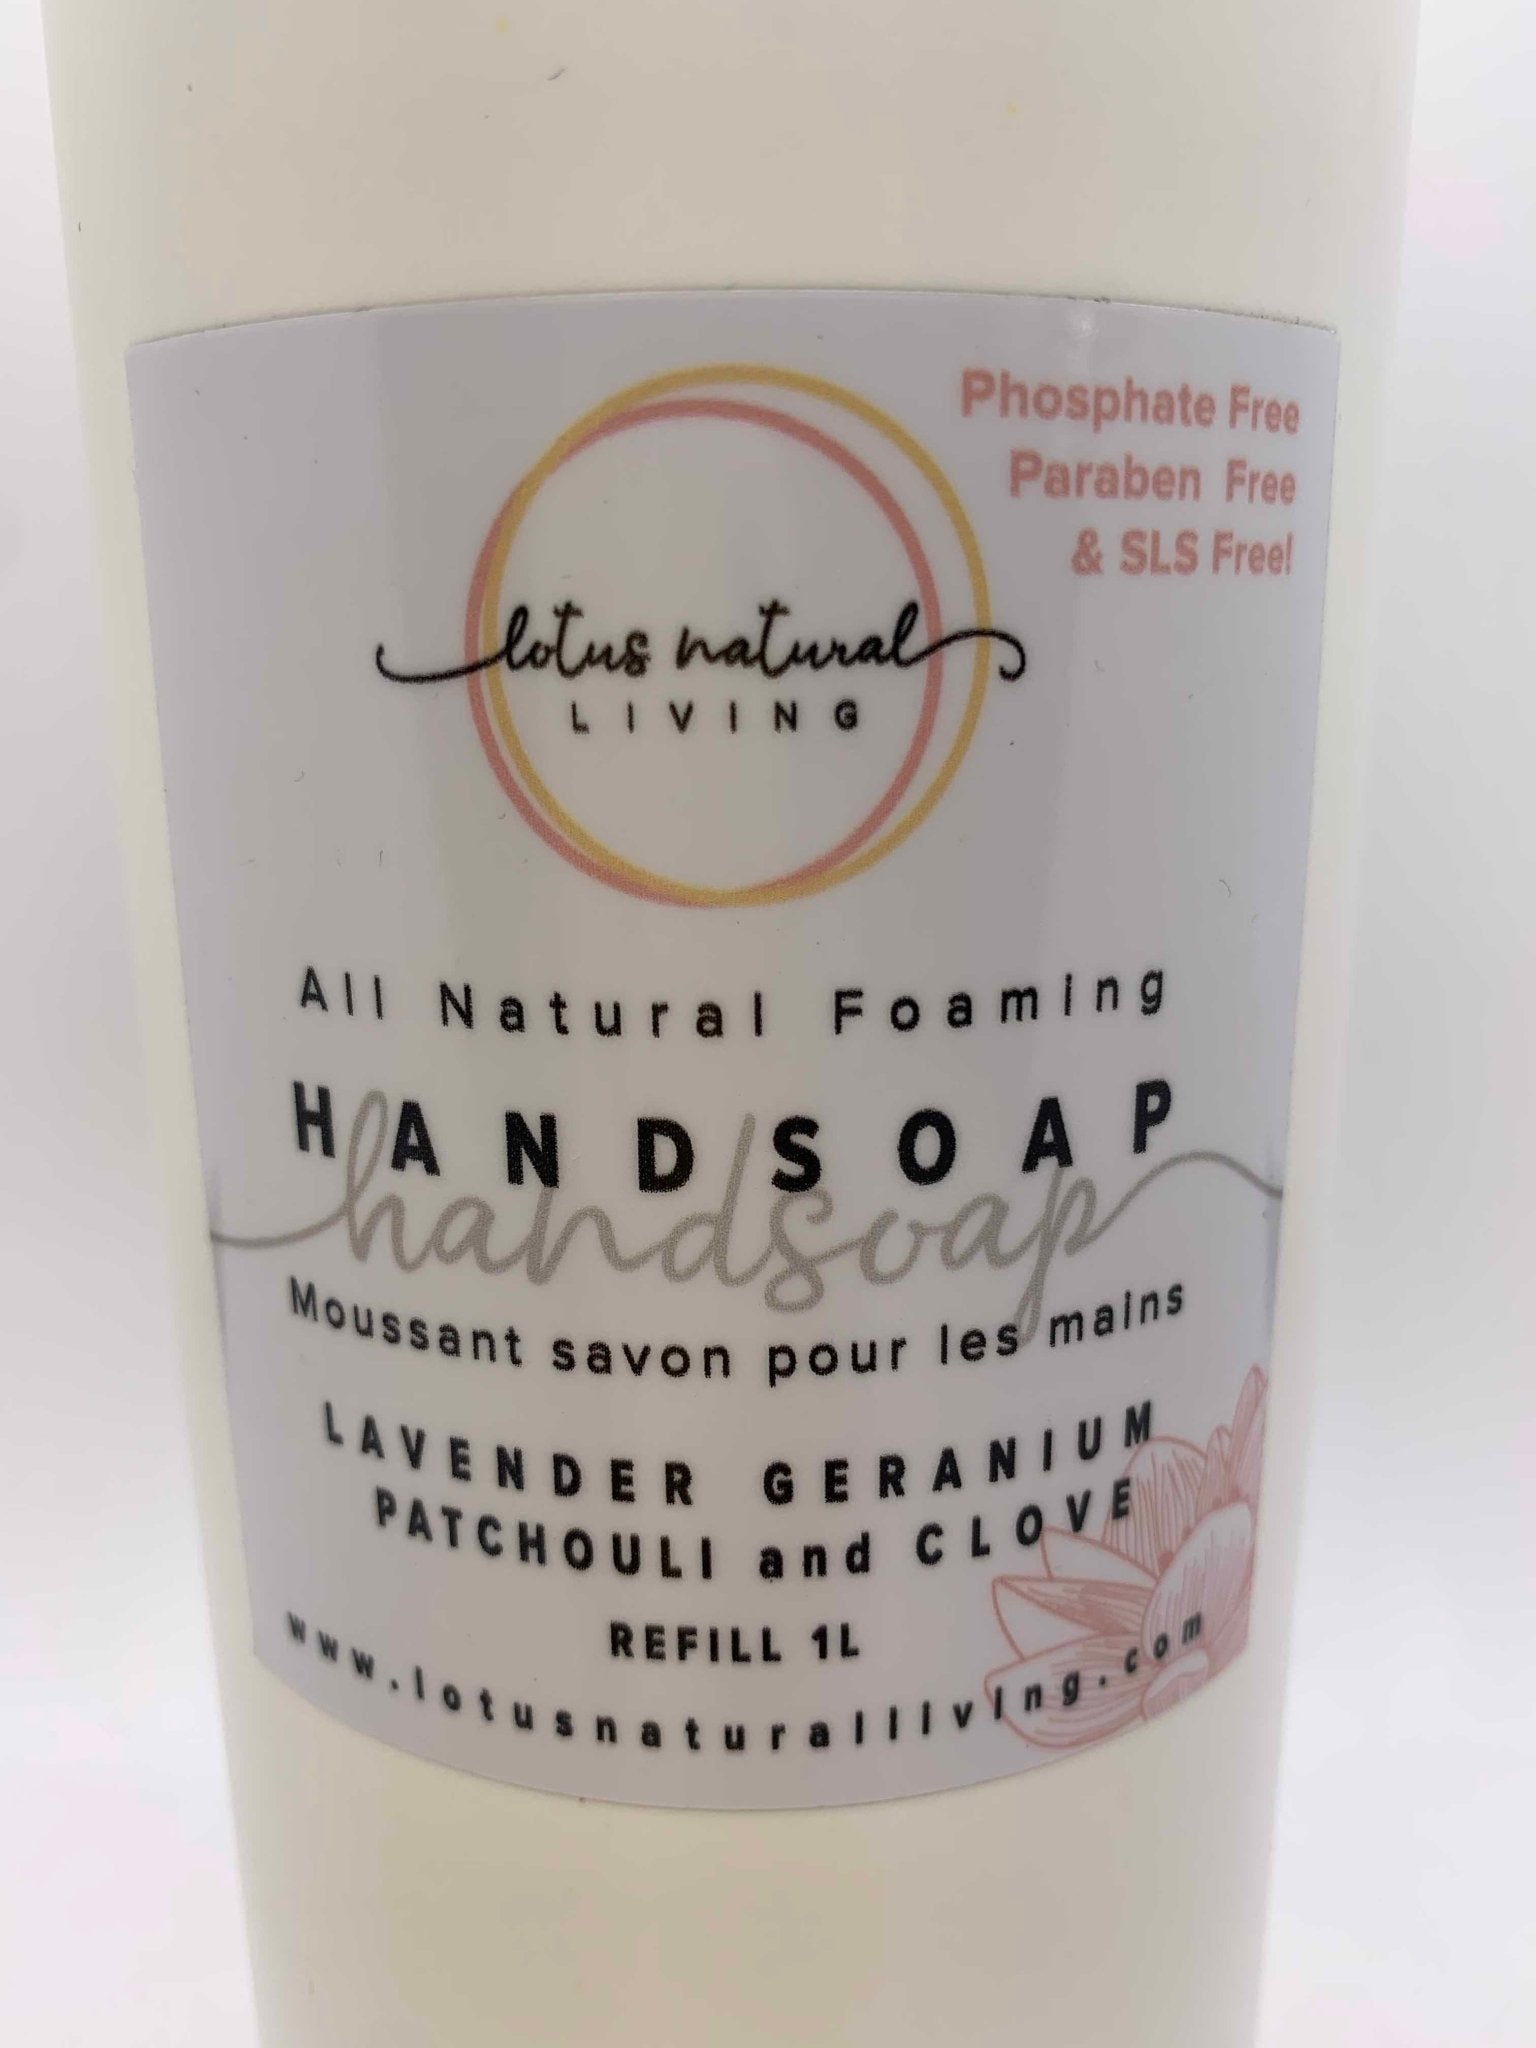 Phosphate Free
Paraben Free
& SLS Free!
lotus natural
LIVING
All Natural Foaming
HANDSOAP
handsoap
Moussant savon pour les mains
LAVENDER GERANIUM
PATCHOULI and CLOVE
REFILL 1L
www.lotusnaturalliving.com